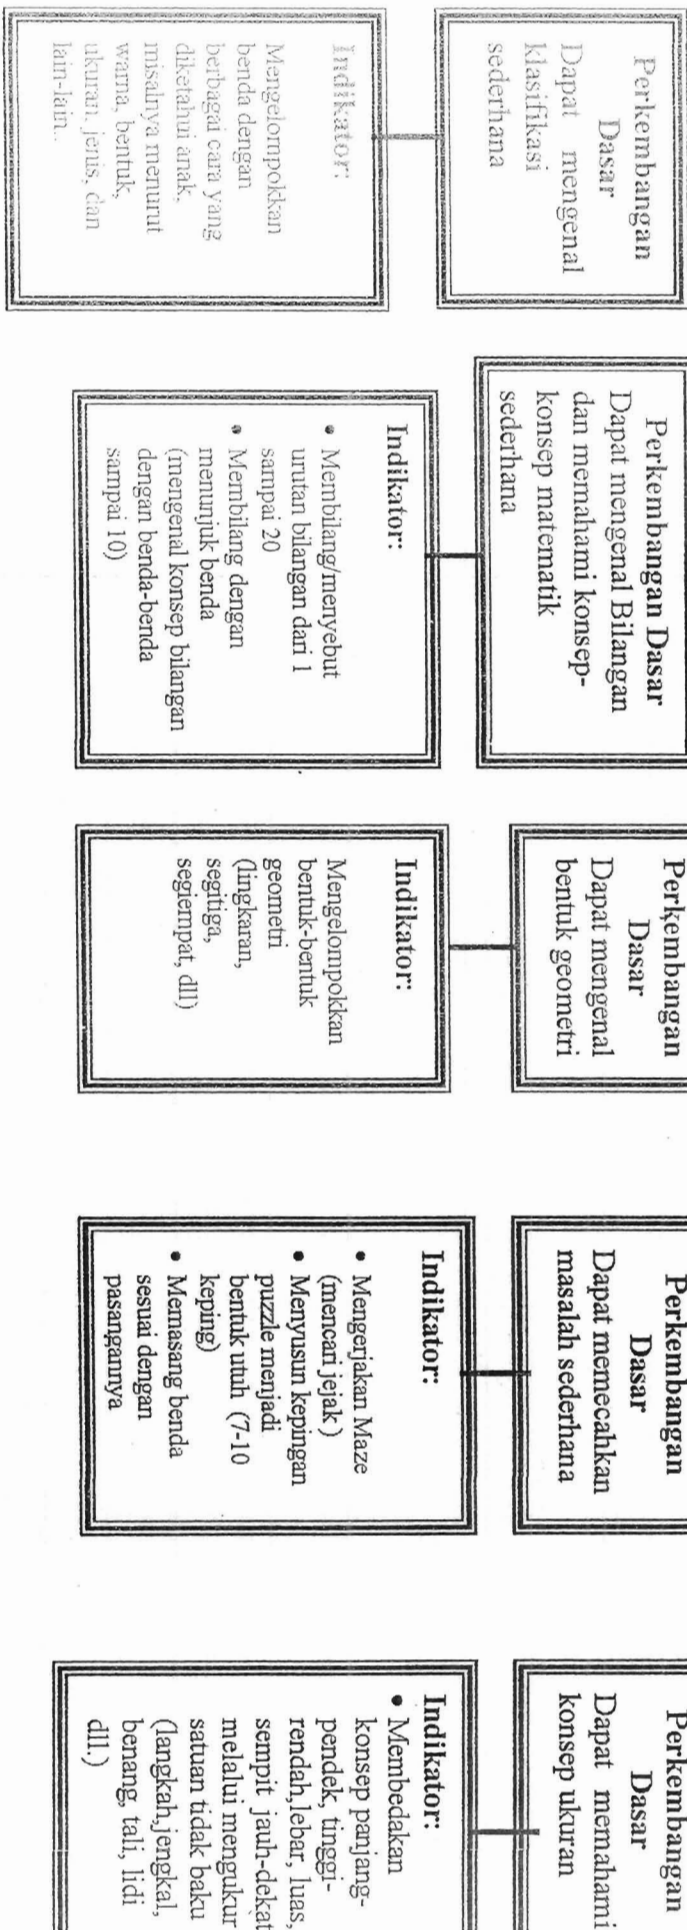 Perkembangan
Dasar
Dapat mengenal
klasifikasi
sederhana
Indikator:
Mengelompokkan
benda dengan
berbagai cara yang
diketahui anak,
misalnya menurut
warna, bentuk,
ukuran, jenis, dan
lain-lain..
Perkembangan Dasar
Dapat mengenal Bilangan
dan memahami konsep-
konsep matematik
sederhana
Indikator:
• Membilang/menyebut
urutan bilangan dari 1
sampai 20
• Membilang dengan
menunjuk benda
(mengenal konsep bilangan
dengan benda-benda
sampai 10)
Perkembangan
Dasar
Dapat mengenal
bentuk geometri
Indikator:
Mengelompokkan
bentuk-bentuk
geometri
(lingkaran,
segitiga,
segiempat, dll)
Perkembangan
Dasar
Dapat memecahkan
masalah sederhana
Indikator:
• Mengerjakan Maze
(mencari jejak )
• Menyusun kepingan
puzzle menjadi
bentuk utuh (7-10
keping)
• Memasang benda
sesuai dengan
pasangannya
Perkembangan
Dasar
Dapat memahami
konsep ukuran
Indikator:
• Membedakan
konsep panjang-
pendek, tinggi-
rendah,lebar, luas,
sempit jauh-dekat
melalui mengukur
satuan tidak baku
(langkah,jengkal,
benang, tali, lidi
dll.)